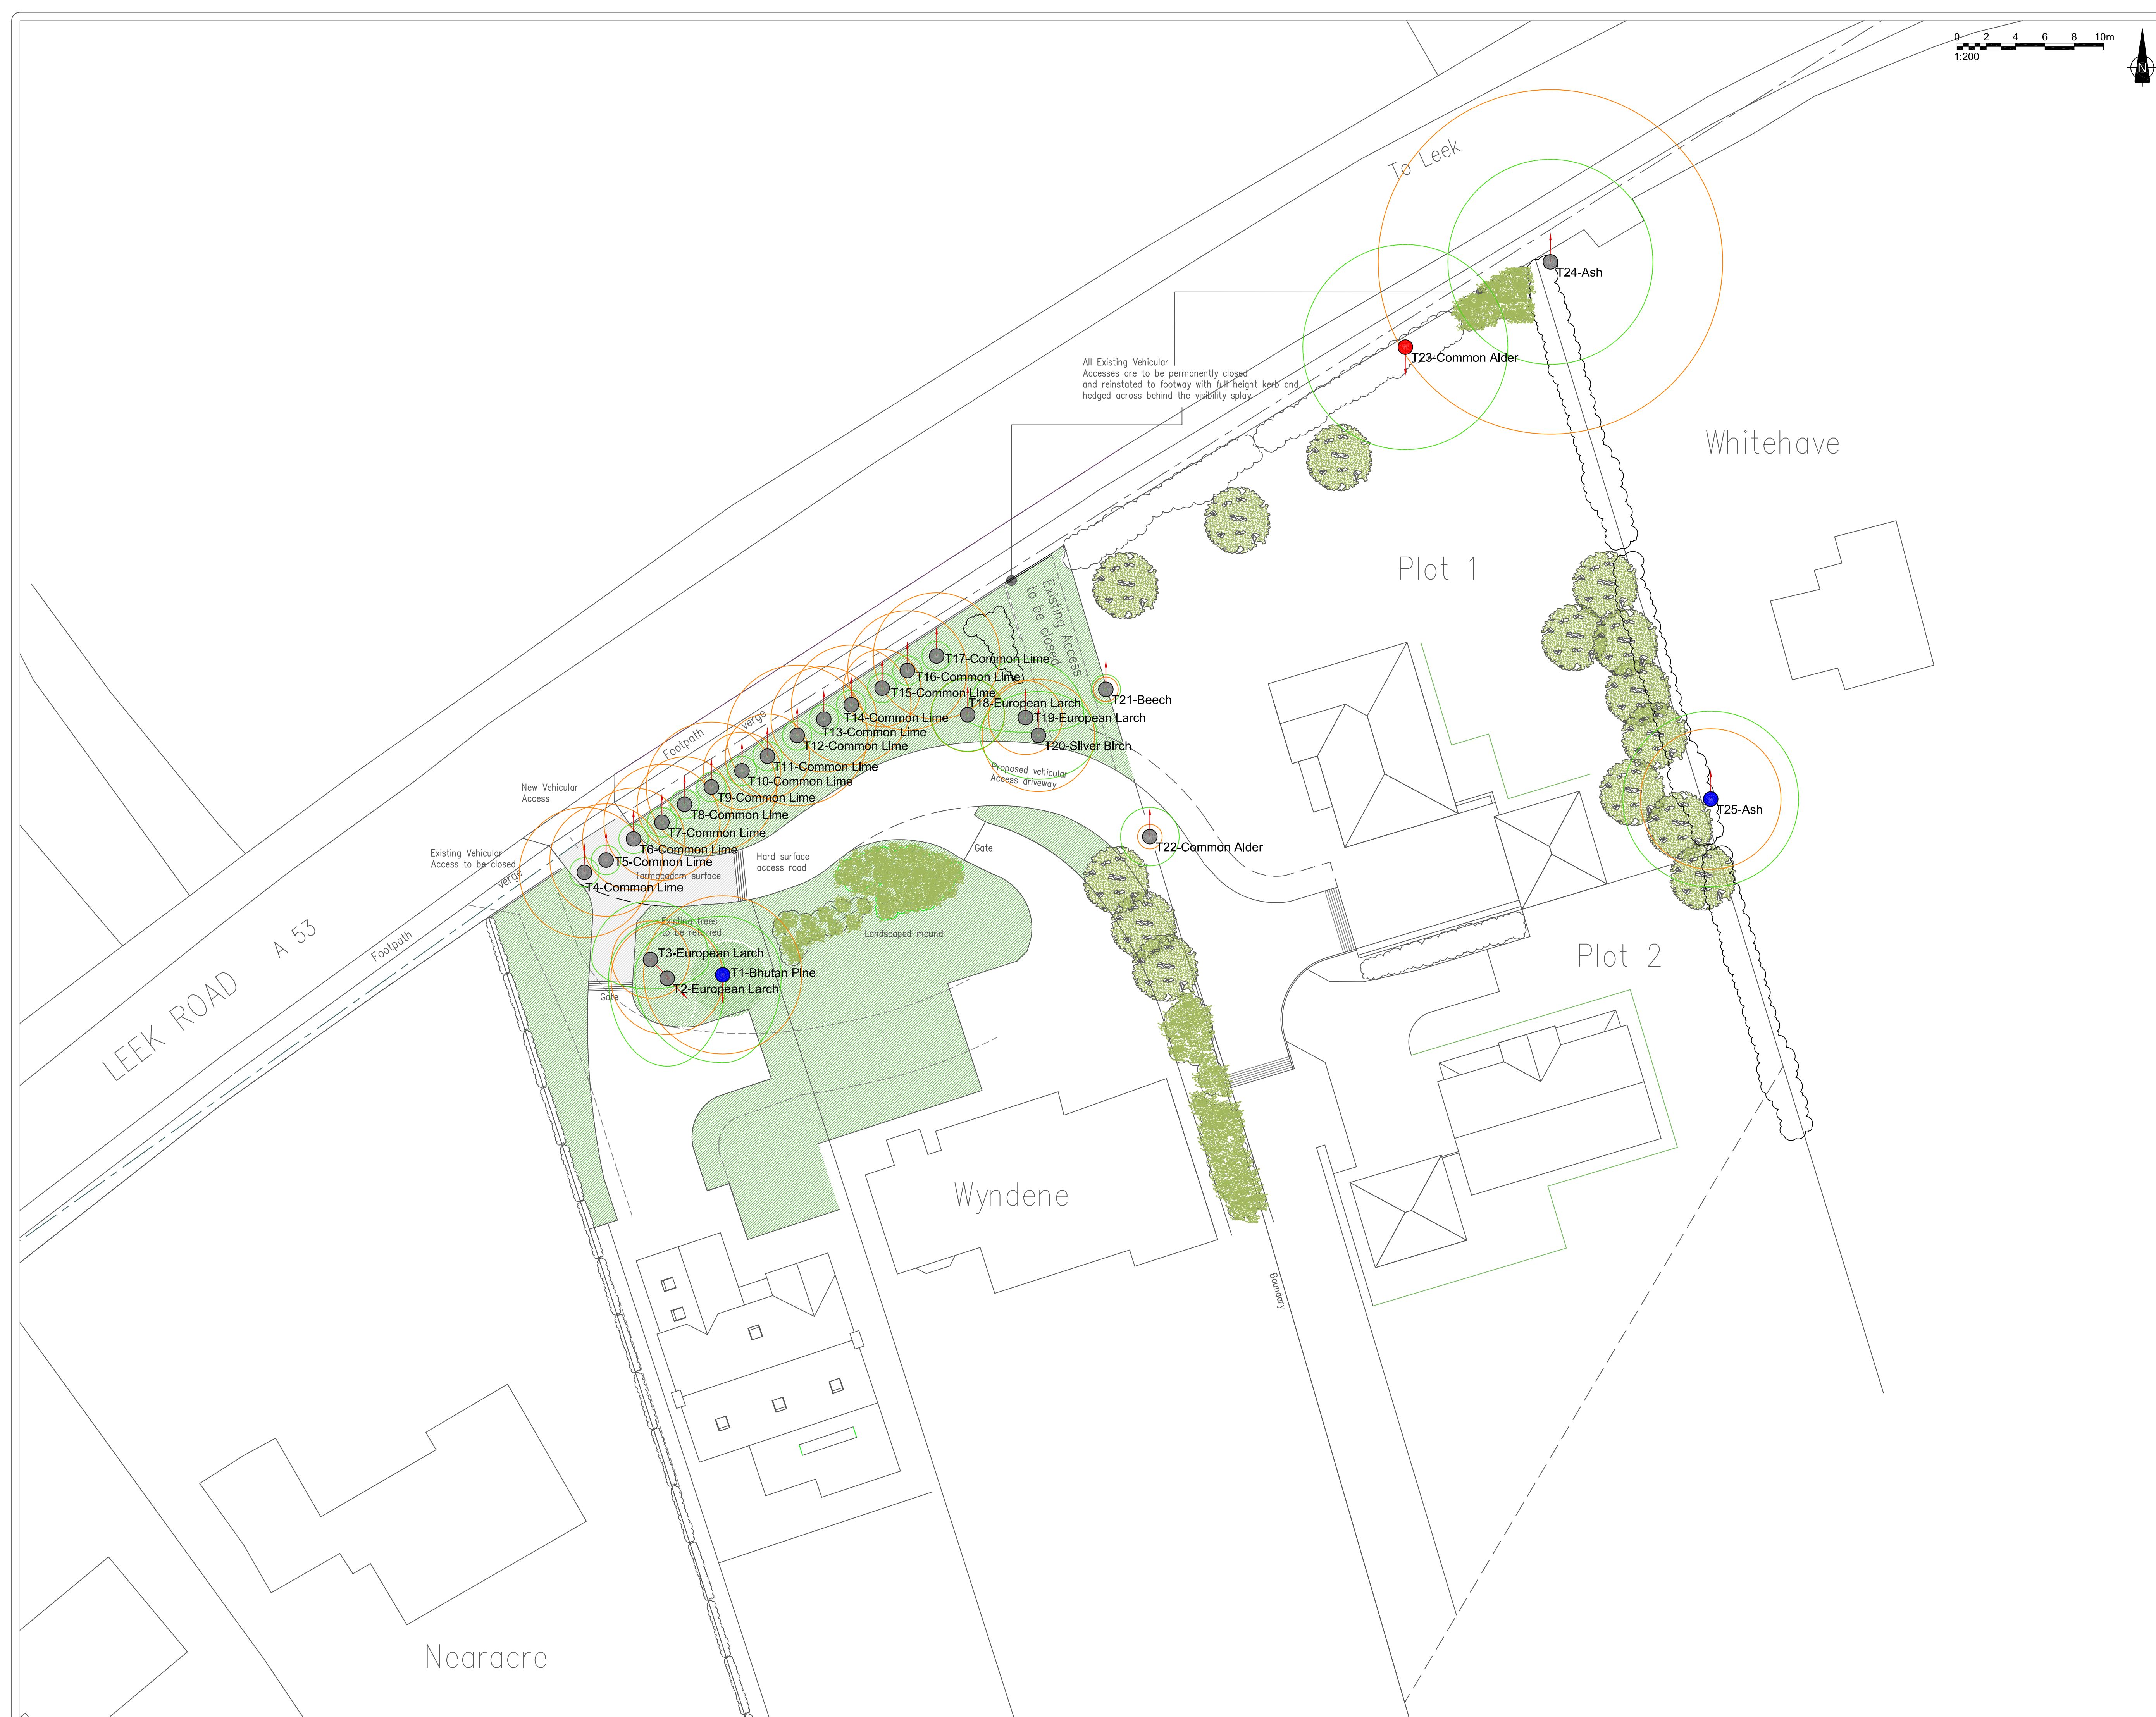 0 2 4 6 8 10m
1:200
N
To Leek
T24-Ash
T23-Common Alder
All Existing Vehicular
Accesses are to be permanently closed
and reinstated to footway with full height kerb and
hedged across behind the visibility splay
Whitehave
Plot 1
Existing Access
to be closed
T17-Common Lime
T16-Common Lime
T15-Common Lime
T14-Common Lime
T13-Common Lime
T12-Common Lime
T11-Common Lime
T10-Common Lime
T9-Common Lime
T8-Common Lime
T7-Common Lime
T6-Common Lime
T5-Common Lime
T4-Common Lime
T18-European Larch
T19-European Larch
T20-Silver Birch
T21-Beech
T22-Common Alder
T25-Ash
Footpath
verge
Proposed vehicular
Access driveway
New Vehicular
Access
Existing Vehicular
Access to be closed
verge
Tarmacadam surface
Hard surface
access road
Gate
Existing trees
to be retained
Landscaped mound
T3-European Larch
T1-Bhutan Pine
T2-European Larch
Gate
LEEK ROAD A 53
Footpath
Plot 2
Wyndene
Boundary
Nearacre